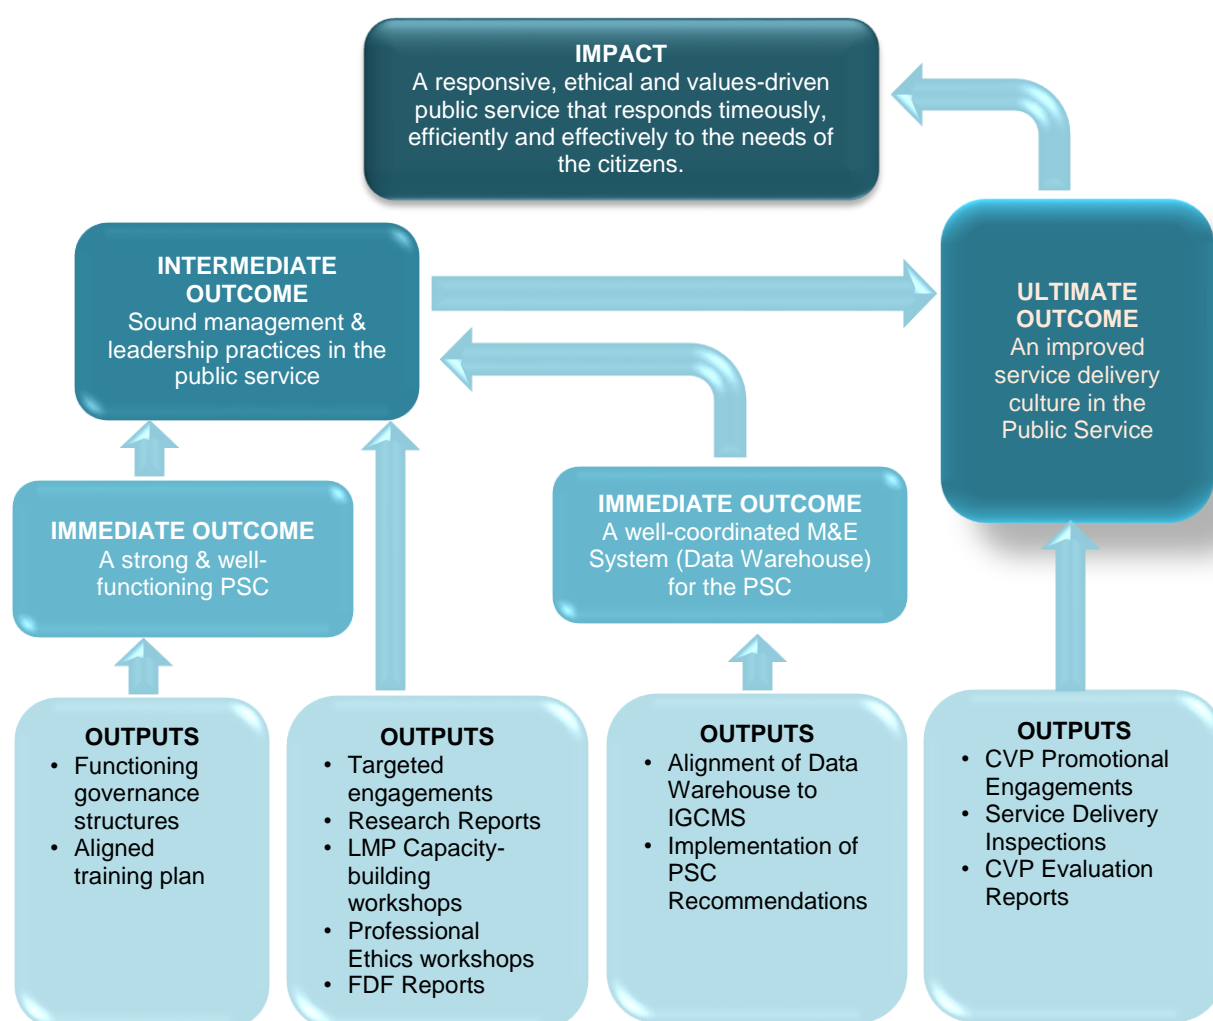 IMPACT
A responsive, ethical and values-driven
public service that responds timeously,
efficiently and effectively to the needs of
the citizens.
INTERMEDIATE
OUTCOME
Sound management &
leadership practices in the
public service
ULTIMATE
OUTCOME
An improved
service delivery
culture in the
Public Service
IMMEDIATE OUTCOME
A strong & well-
functioning PSC
IMMEDIATE OUTCOME
A well-coordinated M&E
System (Data Warehouse)
for the PSC
OUTPUTS
• Functioning
governance
structures
• Aligned
training plan
OUTPUTS
• Targeted
engagements
• Research Reports
• LMP Capacity-
building
workshops
• Professional
Ethics workshops
• FDF Reports
OUTPUTS
• Alignment of Data
Warehouse to
IGCMS
• Implementation of
PSC
Recommendations
OUTPUTS
• CVP Promotional
Engagements
• Service Delivery
Inspections
• CVP Evaluation
Reports